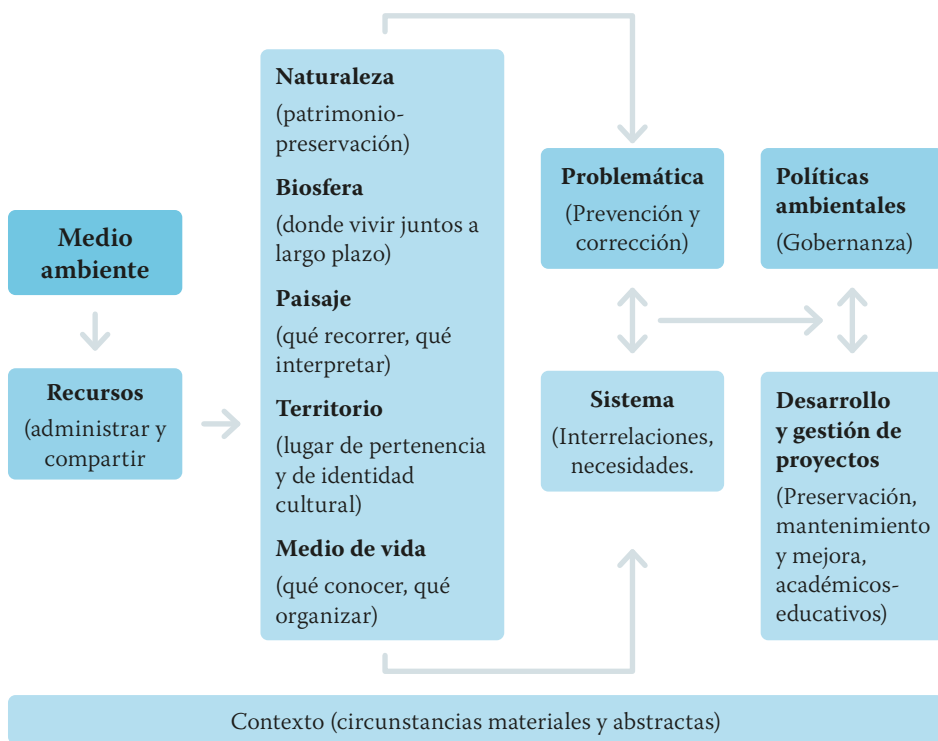 Medio
ambiente
Recursos
(administrar y
compartir
Naturaleza
(patrimonio-
preservación)
Biosfera
(donde vivir juntos a
largo plazo)
Paisaje
(qué recorrer, qué
interpretar)
Territorio
(lugar de pertenencia
y de identidad
cultural)
Medio de vida
(qué conocer, qué
organizar)
Problemática
(Prevención y
corrección)
Sistema
(Interrelaciones,
necesidades.
Políticas
ambientales
(Gobernanza)
Desarrollo
y gestión de
proyectos
(Preservación,
mantenimiento
y mejora,
académicos-
educativos)
Contexto (circunstancias materiales y abstractas)